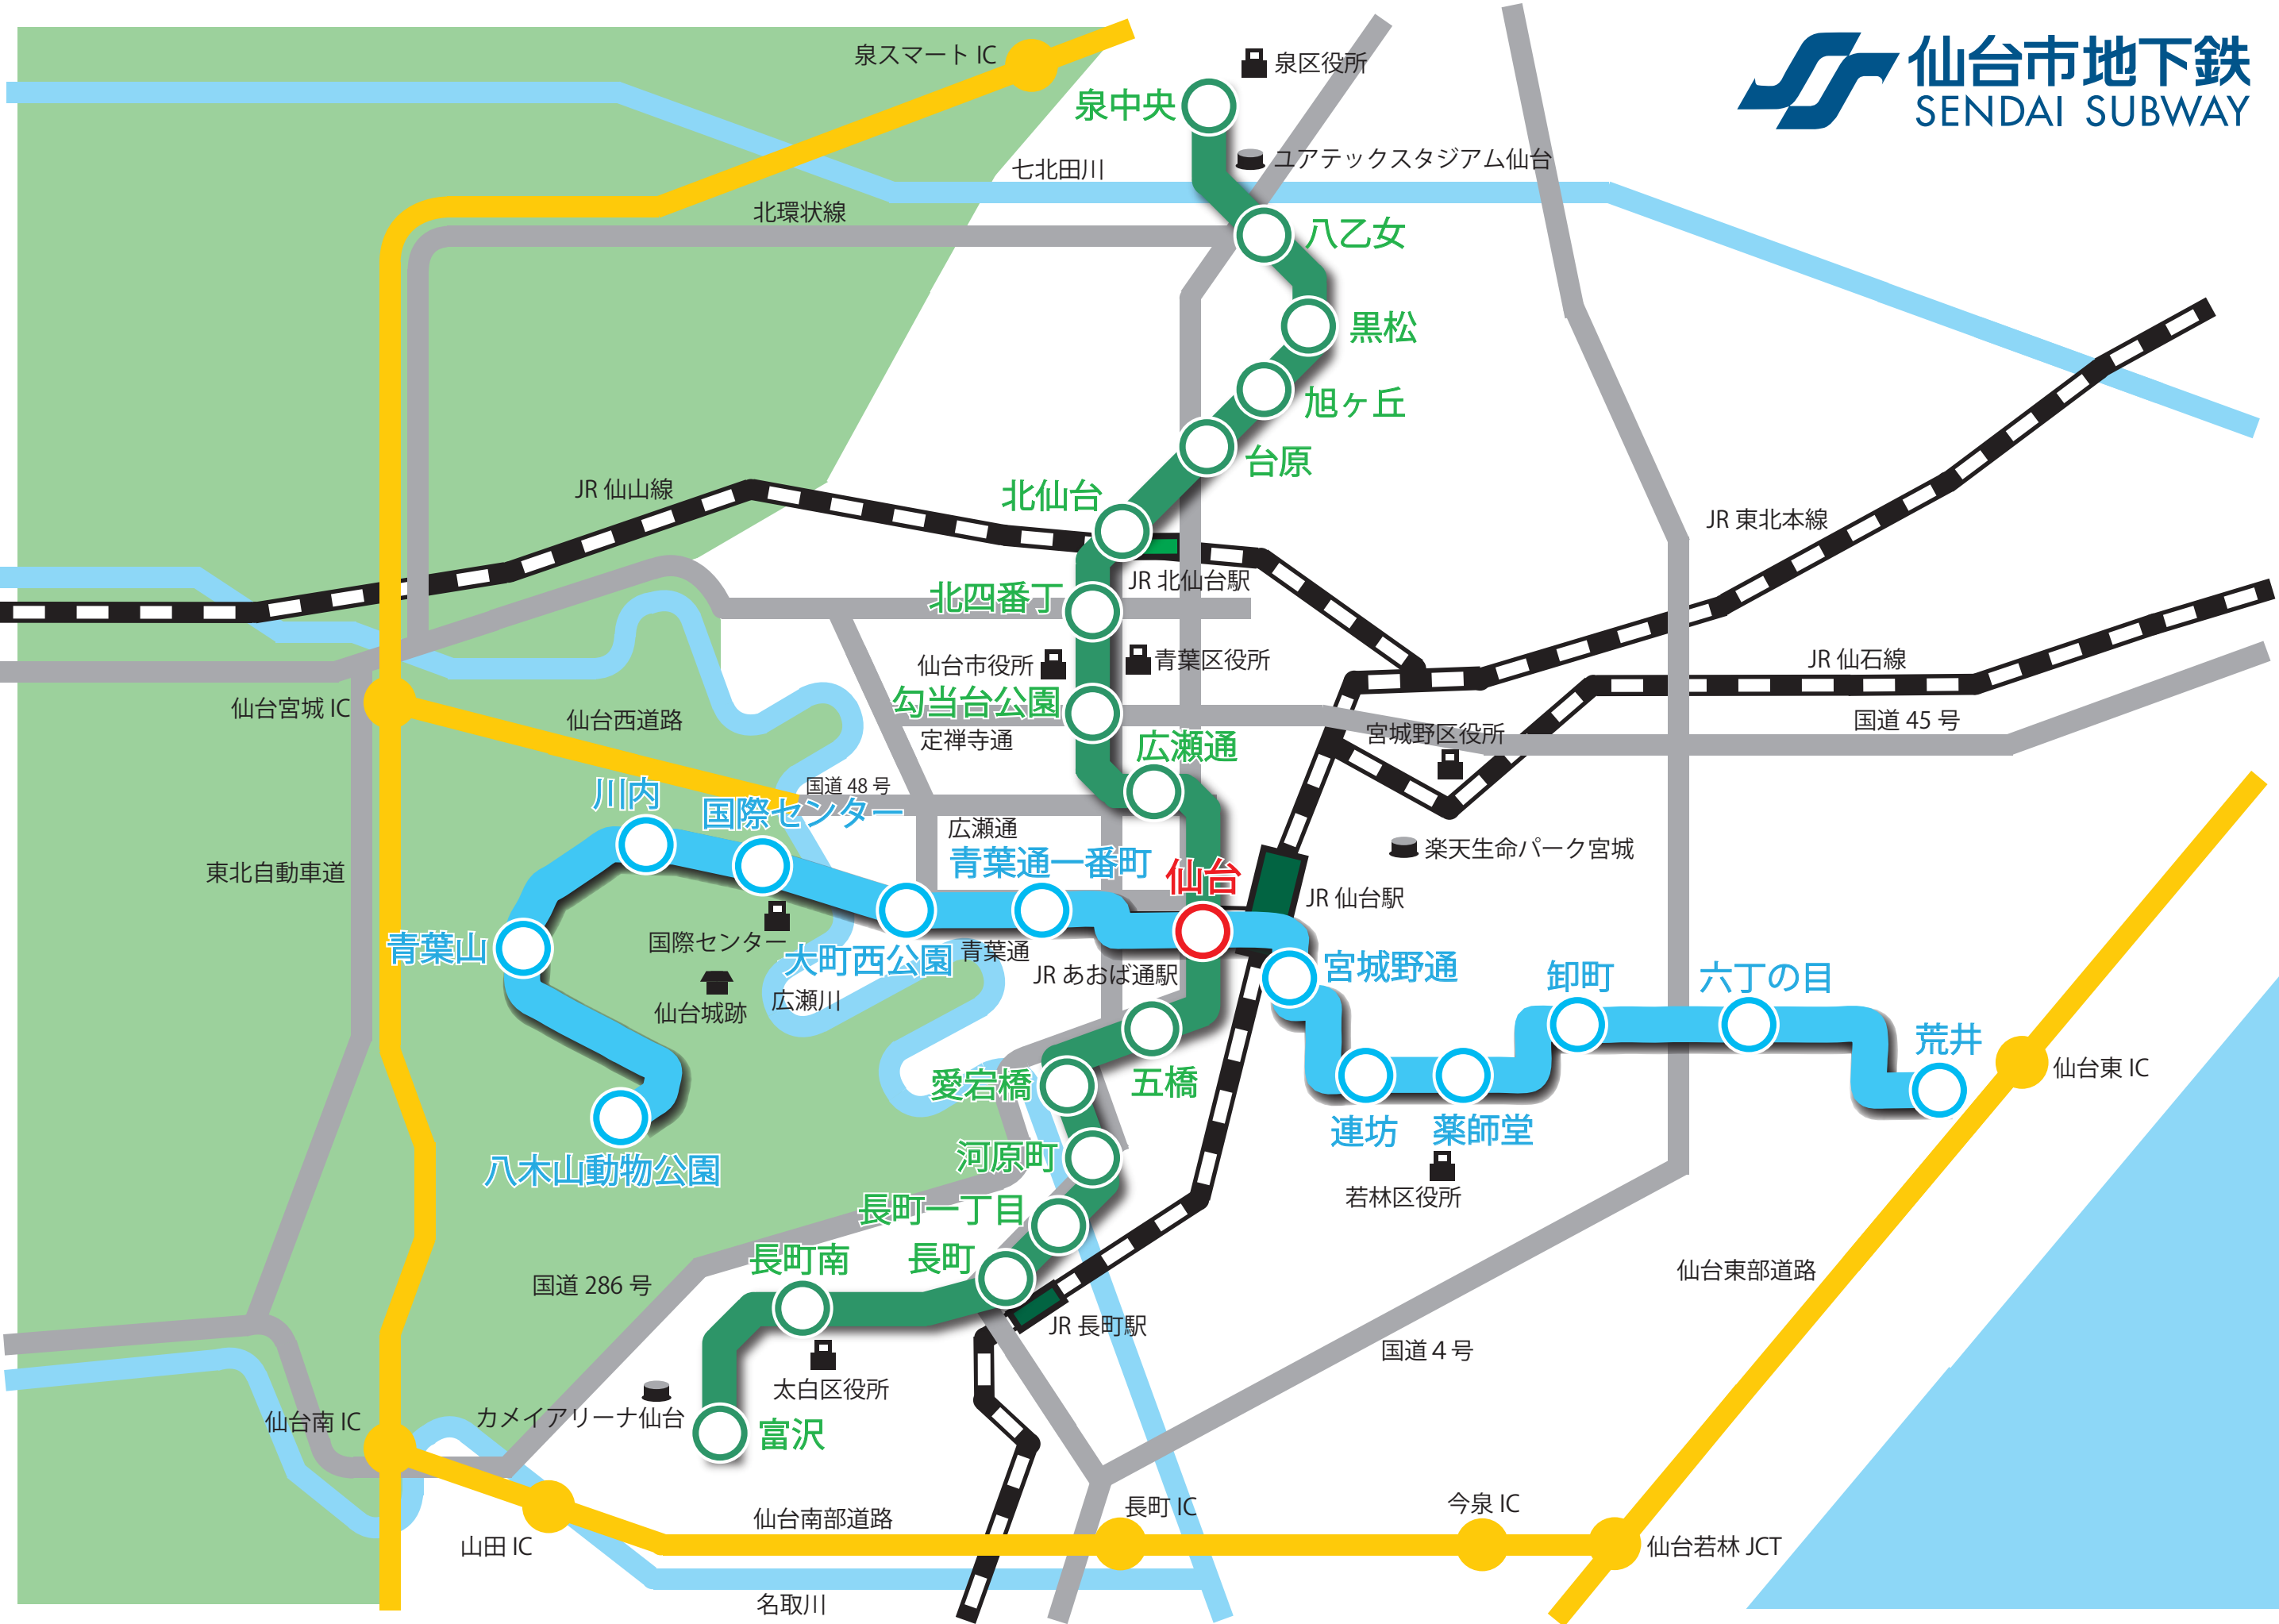 仙台市地下鉄
SENDAI SUBWAY
泉スマート IC
泉区役所
泉中央
ユアテックスタジアム仙台
七北田川
北環状線
八乙女
黒松
旭ヶ丘
台原
JR 仙山線
北仙台
JR 東北本線
JR 北仙台駅
北四番丁
仙台市役所
青葉区役所
JR 仙石線
仙台宮城 IC
勾当台公園
仙台西道路
定禅寺通
広瀬通
宮城野区役所
国道 45 号
国道 48 号
川内
国際センター
広瀬通
楽天生命パーク宮城
東北自動車道
青葉通一番町
仙台
JR 仙台駅
青葉山
国際センター
大町西公園
青葉通
JR あおば通駅
宮城野通
卸町
六丁の目
仙台城跡
広瀬川
荒井
仙台東 IC
愛宕橋
五橋
連坊
薬師堂
河原町
八木山動物公園
若林区役所
長町一丁目
長町南
長町
仙台東部道路
国道 286 号
JR 長町駅
国道 4 号
太白区役所
カメイアリーナ仙台
仙台南 IC
富沢
長町 IC
今泉 IC
仙台南部道路
山田 IC
仙台若林 JCT
名取川